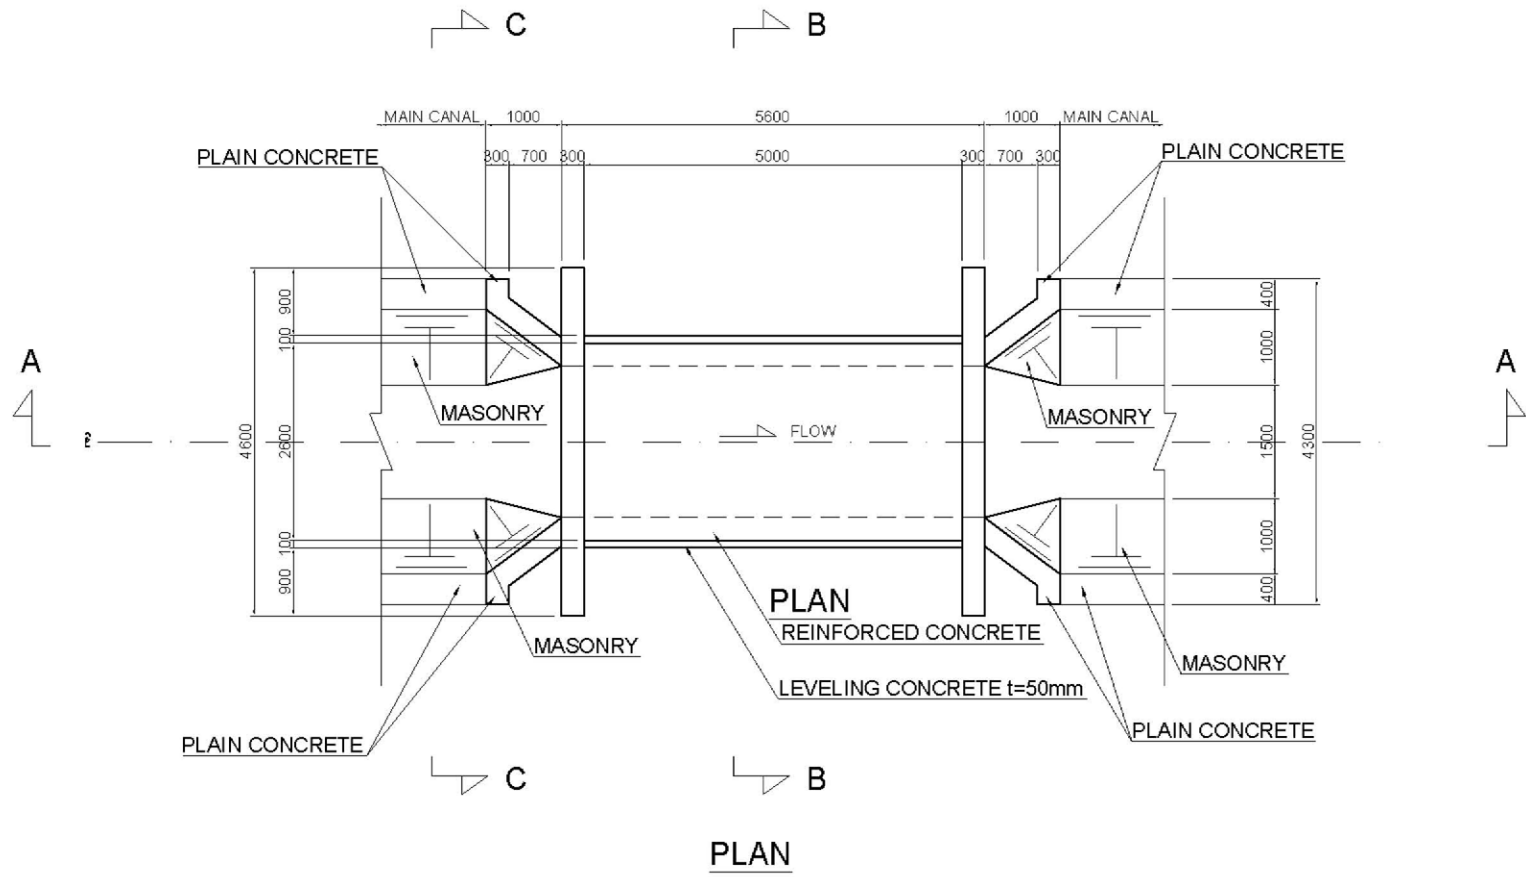 C
B
MAIN CANAL
1000
5600
1000
MAIN CANAL
PLAIN CONCRETE
300
700
300
5000
300
700
300
PLAIN CONCRETE
900
100
2600
100
900
4600
400
1000
1500
1000
400
4300
A
A
MASONRY
MASONRY
FLOW
PLAN
REINFORCED CONCRETE
MASONRY
MASONRY
LEVELING CONCRETE t=50mm
PLAIN CONCRETE
PLAIN CONCRETE
C
B
PLAN